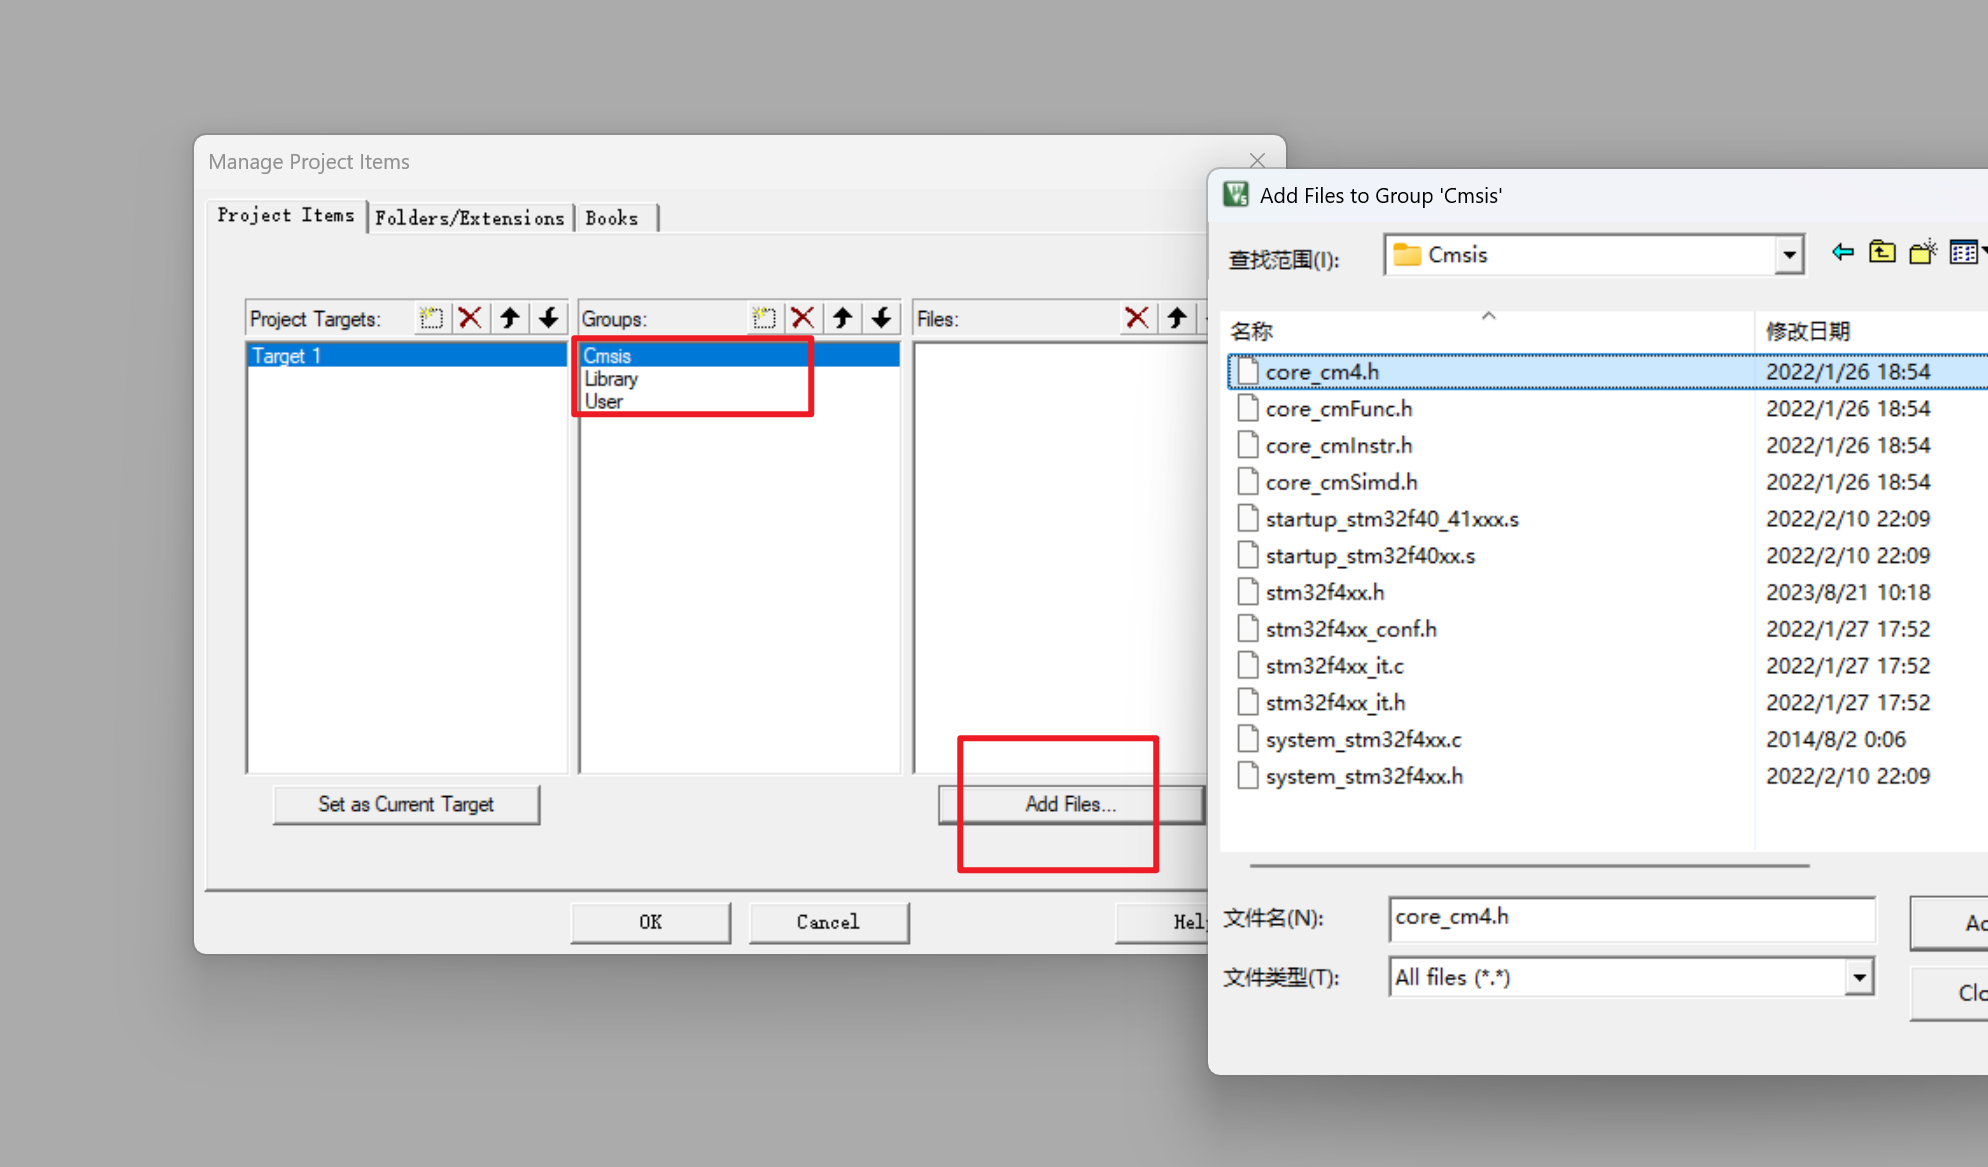 Manage Project Items
Project Items
Folders/Extensions
Books
Project Targets:
Groups:
Files:
Target 1
Cmsis
Library
User
Set as Current Target
Add Files...
OK
Cancel
Help
Add Files to Group 'Cmsis'
查找范围(I):
Cmsis
名称
修改日期
core_cm4.h 2022/1/26 18:54
core_cmFunc.h 2022/1/26 18:54
core_cmInstr.h 2022/1/26 18:54
core_cmSimd.h 2022/1/26 18:54
startup_stm32f40_41xxx.s 2022/2/10 22:09
startup_stm32f40xx.s 2022/2/10 22:09
stm32f4xx.h 2023/8/21 10:18
stm32f4xx_conf.h 2022/1/27 17:52
stm32f4xx_it.c 2022/1/27 17:52
stm32f4xx_it.h 2022/1/27 17:52
system_stm32f4xx.c 2014/8/2 0:06
system_stm32f4xx.h 2022/2/10 22:09
文件名(N):
core_cm4.h
文件类型(T):
All files (*.*)